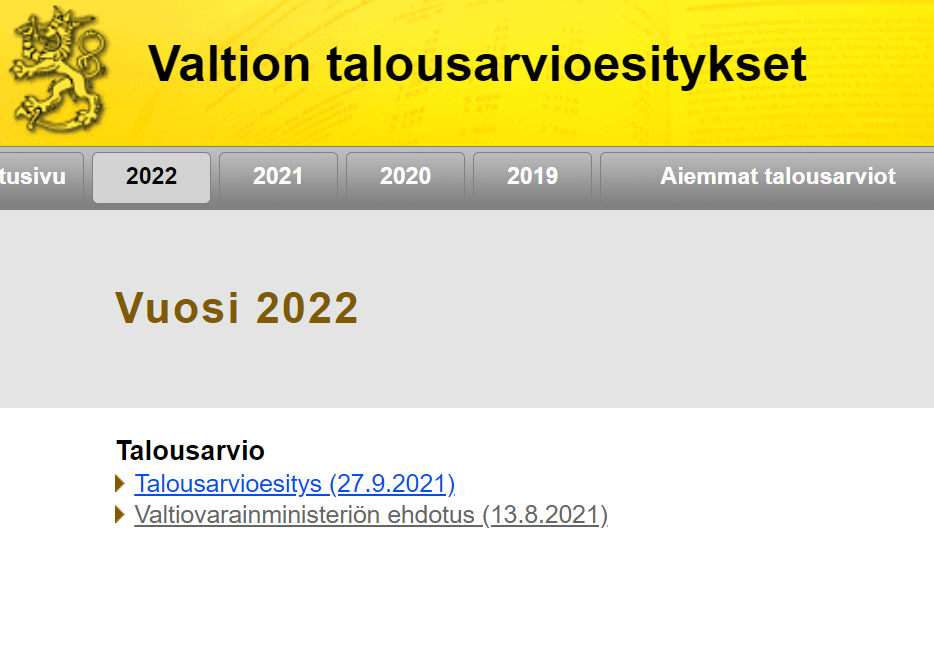 Valtion talousarvioesitykset
tusivu 2022 2021 2020 2019 Aiemmat talousarviot
Vuosi 2022
Talousarvio
Talousarvioesitys (27.9.2021)
Valtiovarainministeriön ehdotus (13.8.2021)